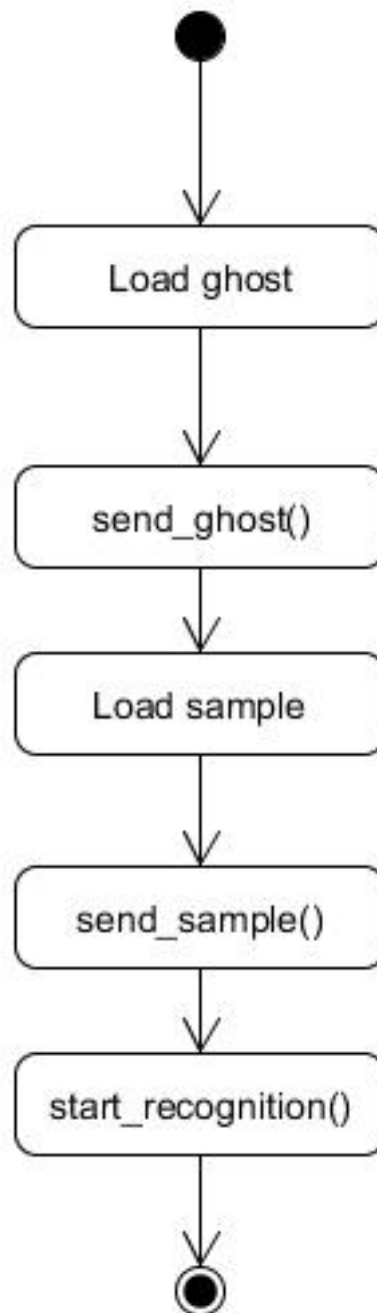 Load ghost
send_ghost()
Load sample
send_sample()
start_recognition()